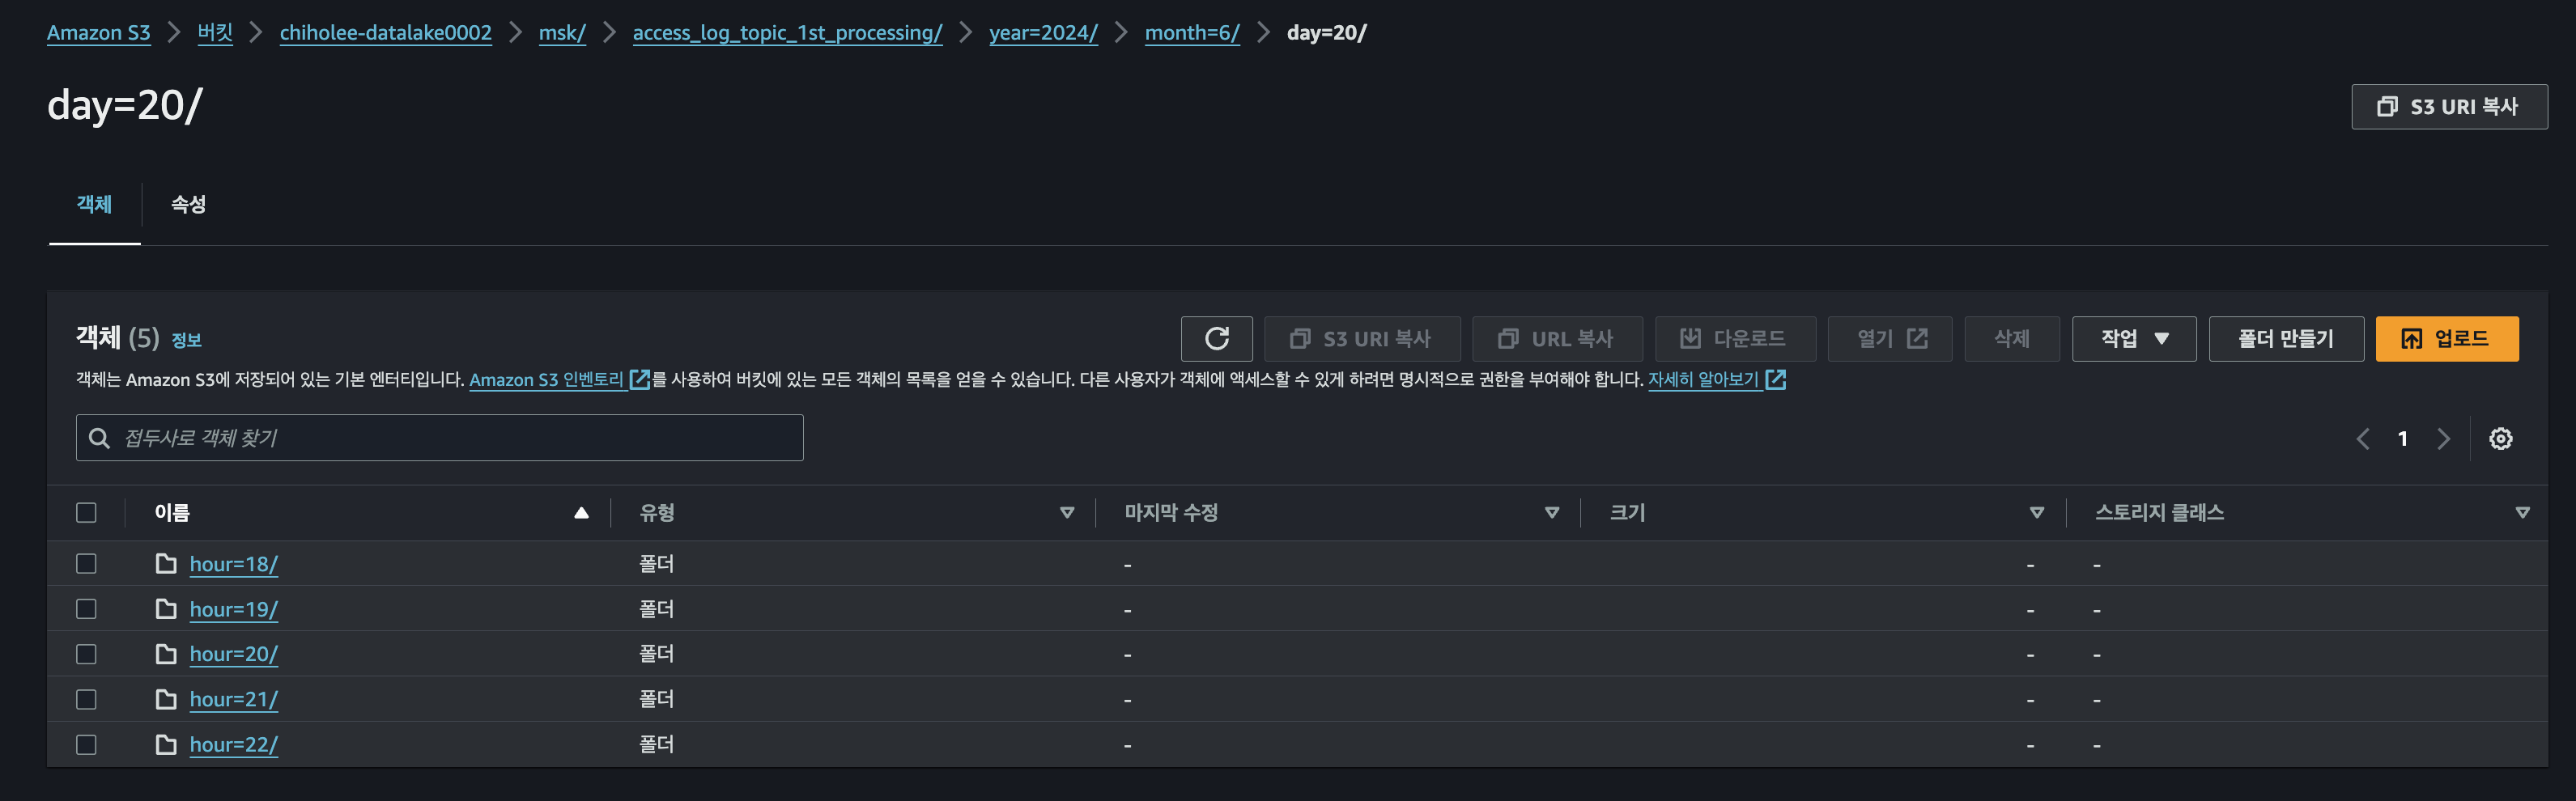 Amazon S3 > 버킷 > chiholee-datalake0002 > msk/ > access_log_topic_1st_processing/ > year=2024/ > month=6/ > day=20/
day=20/
S3 URI 복사
객체 속성
객체 (5) 정보
S3 URI 복사 URL 복사 다운로드 열기 삭제 작업 폴더 만들기 업로드
객체는 Amazon S3에 저장되어 있는 기본 엔터티입니다. Amazon S3 인벤토리를 사용하여 버킷에 있는 모든 객체의 목록을 얻을 수 있습니다. 다른 사용자가 객체에 액세스할 수 있게 하려면 명시적으로 권한을 부여해야 합니다. 자세히 알아보기
접두사로 객체 찾기
1
이름 유형 마지막 수정 크기 스토리지 클래스
hour=18/ 폴더 - - -
hour=19/ 폴더 - - -
hour=20/ 폴더 - - -
hour=21/ 폴더 - - -
hour=22/ 폴더 - - -